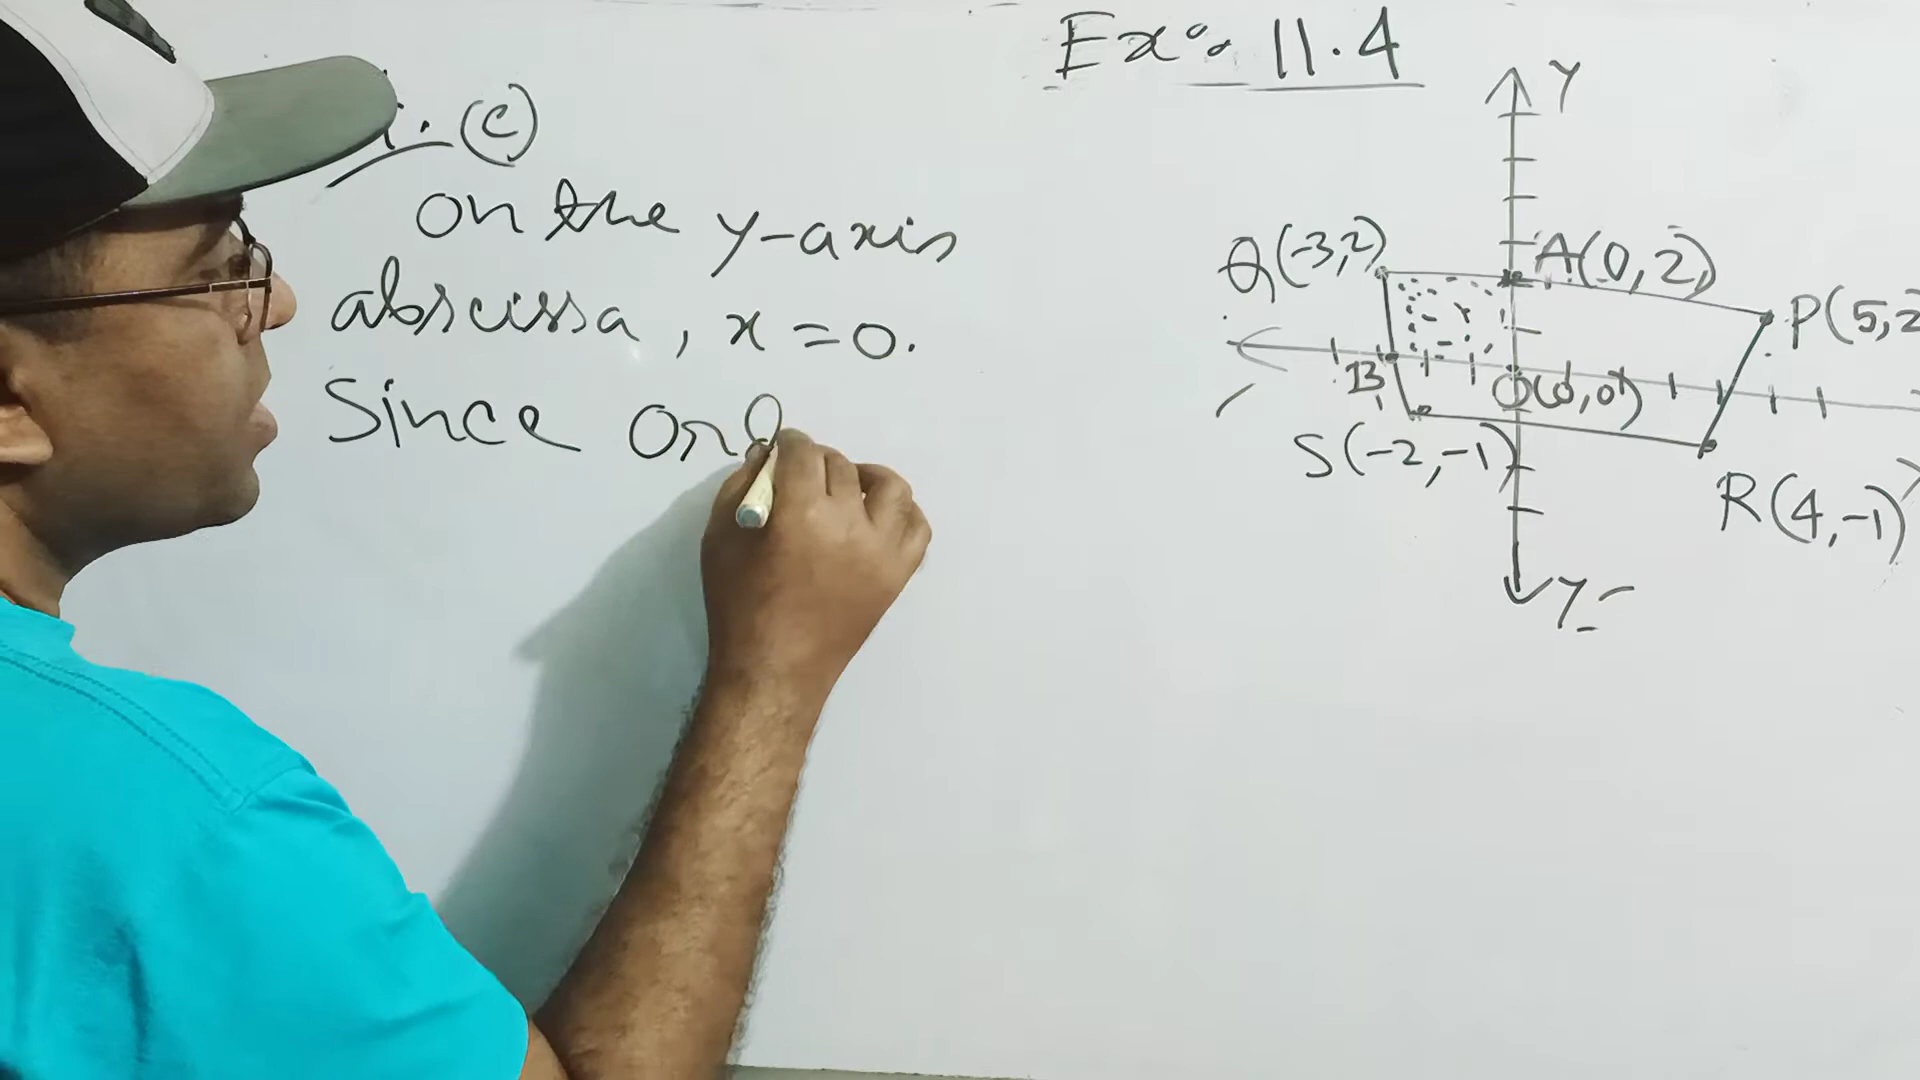 Ex: 11.4
. (c)
on the y-axis
abscissa, x = 0.
Since ord
Y
Q(-3,2)
A(0,2)
P(5,2
B
O(0,0)
S(-2,-1)
R(4,-1)
Y